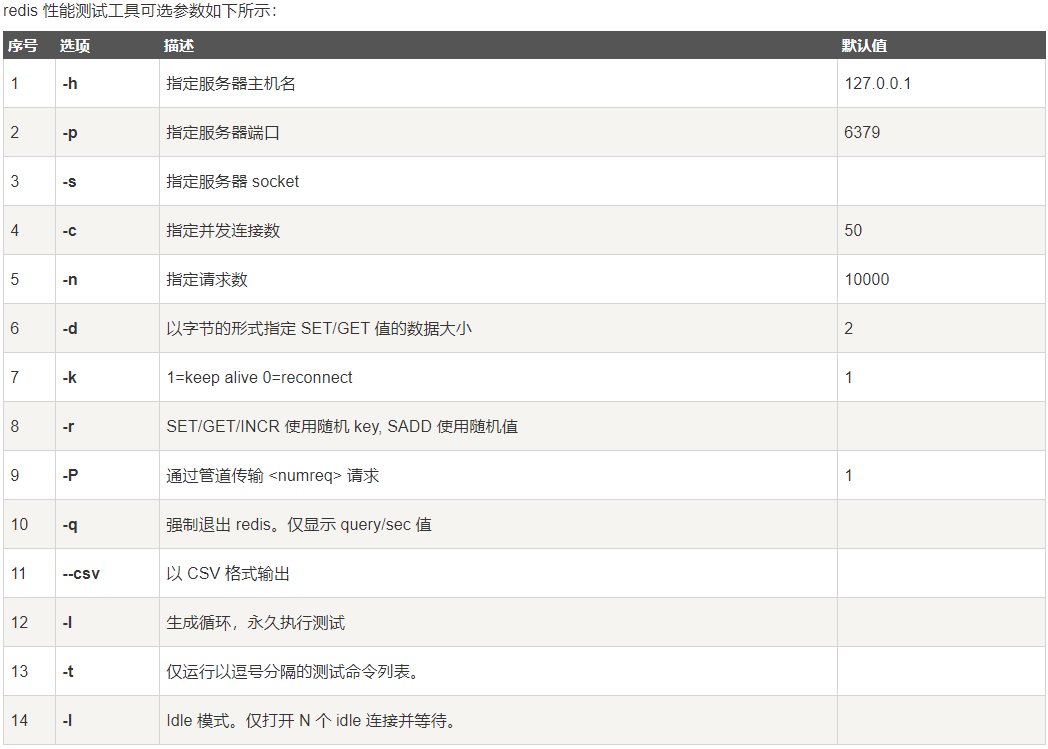 redis 性能测试工具可选参数如下所示：
序号 选项 描述 默认值
1 -h 指定服务器主机名 127.0.0.1
2 -p 指定服务器端口 6379
3 -s 指定服务器 socket
4 -c 指定并发连接数 50
5 -n 指定请求数 10000
6 -d 以字节的形式指定 SET/GET 值的数据大小 2
7 -k 1=keep alive 0=reconnect 1
8 -r SET/GET/INCR 使用随机 key, SADD 使用随机值
9 -P 通过管道传输 <numreq> 请求 1
10 -q 强制退出 redis。仅显示 query/sec 值
11 --csv 以 CSV 格式输出
12 -l 生成循环，永久执行测试
13 -t 仅运行以逗号分隔的测试命令列表。
14 -I Idle 模式。仅打开 N 个 idle 连接并等待。